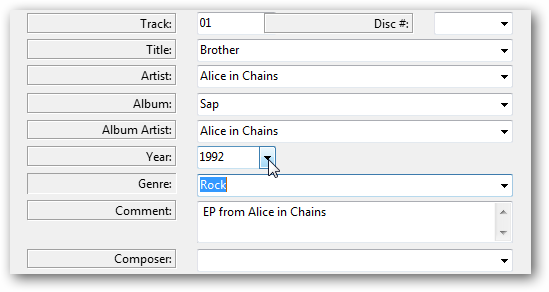 Track: 01 Disc #:
Title: Brother
Artist: Alice in Chains
Album: Sap
Album Artist: Alice in Chains
Year: 1992
Genre: Rock
Comment: EP from Alice in Chains
Composer: